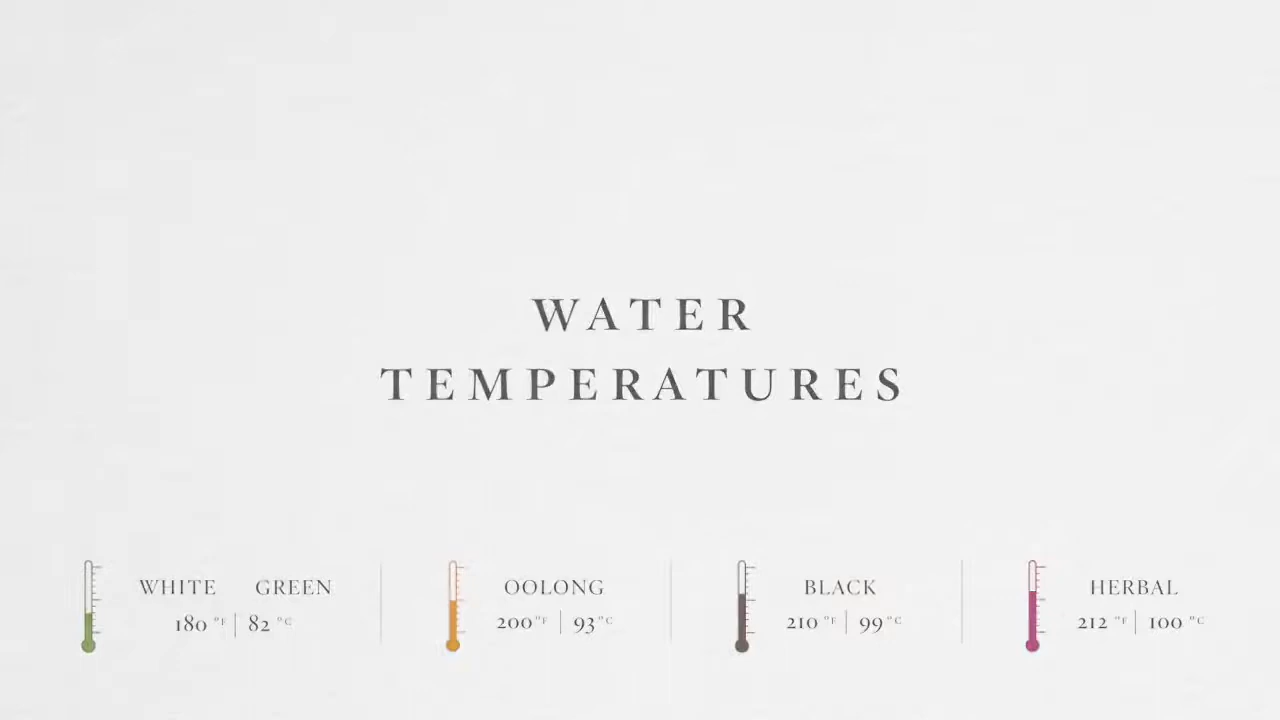 WATER
TEMPERATURES
WHITE GREEN
180 °F | 82 °C
OOLONG
200 °F | 93 °C
BLACK
210 °F | 99 °C
HERBAL
212 °F | 100 °C